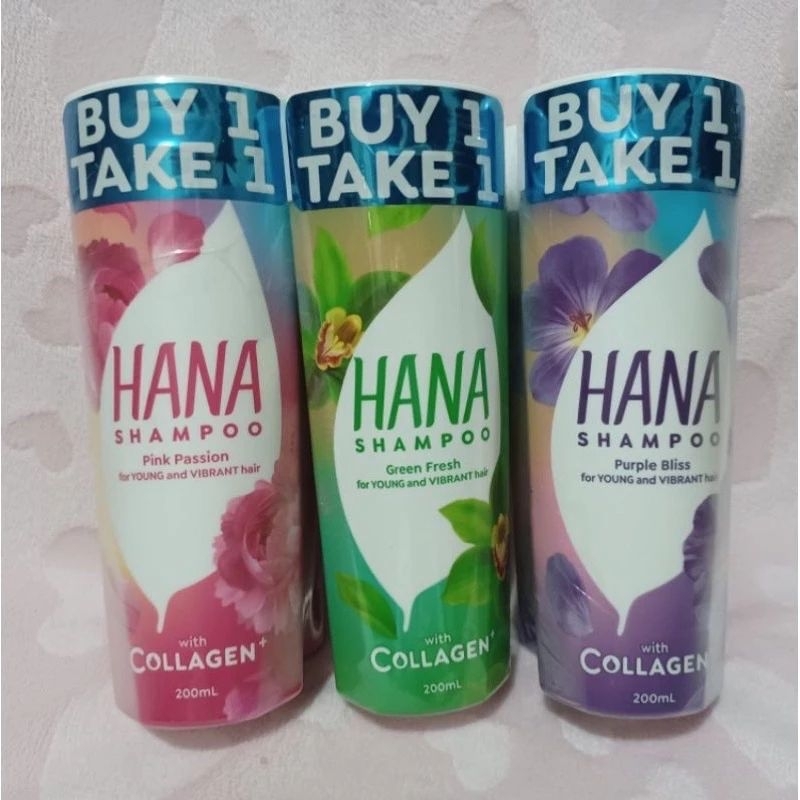 BUY 1
TAKE 1
HANA
SHAMPOO
Pink Passion
for YOUNG and VIBRANT hair
with
COLLAGEN+
200mL
BUY 1
TAKE 1
HANA
SHAMPOO
Green Fresh
for YOUNG and VIBRANT hair
with
COLLAGEN+
200mL
BUY 1
TAKE 1
HANA
SHAMPOO
Purple Bliss
for YOUNG and VIBRANT hair
with
COLLAGEN
200mL